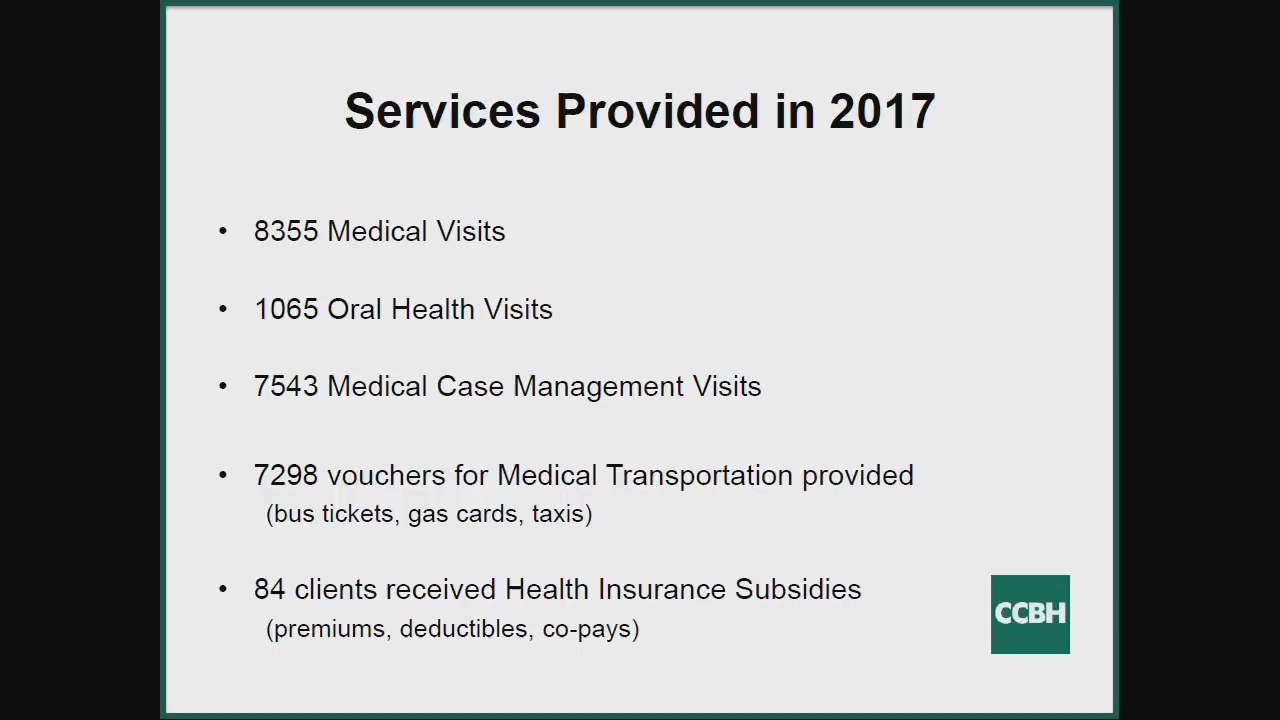 Services Provided in 2017
• 8355 Medical Visits
• 1065 Oral Health Visits
• 7543 Medical Case Management Visits
• 7298 vouchers for Medical Transportation provided
(bus tickets, gas cards, taxis)
• 84 clients received Health Insurance Subsidies
(premiums, deductibles, co-pays)
CCBH